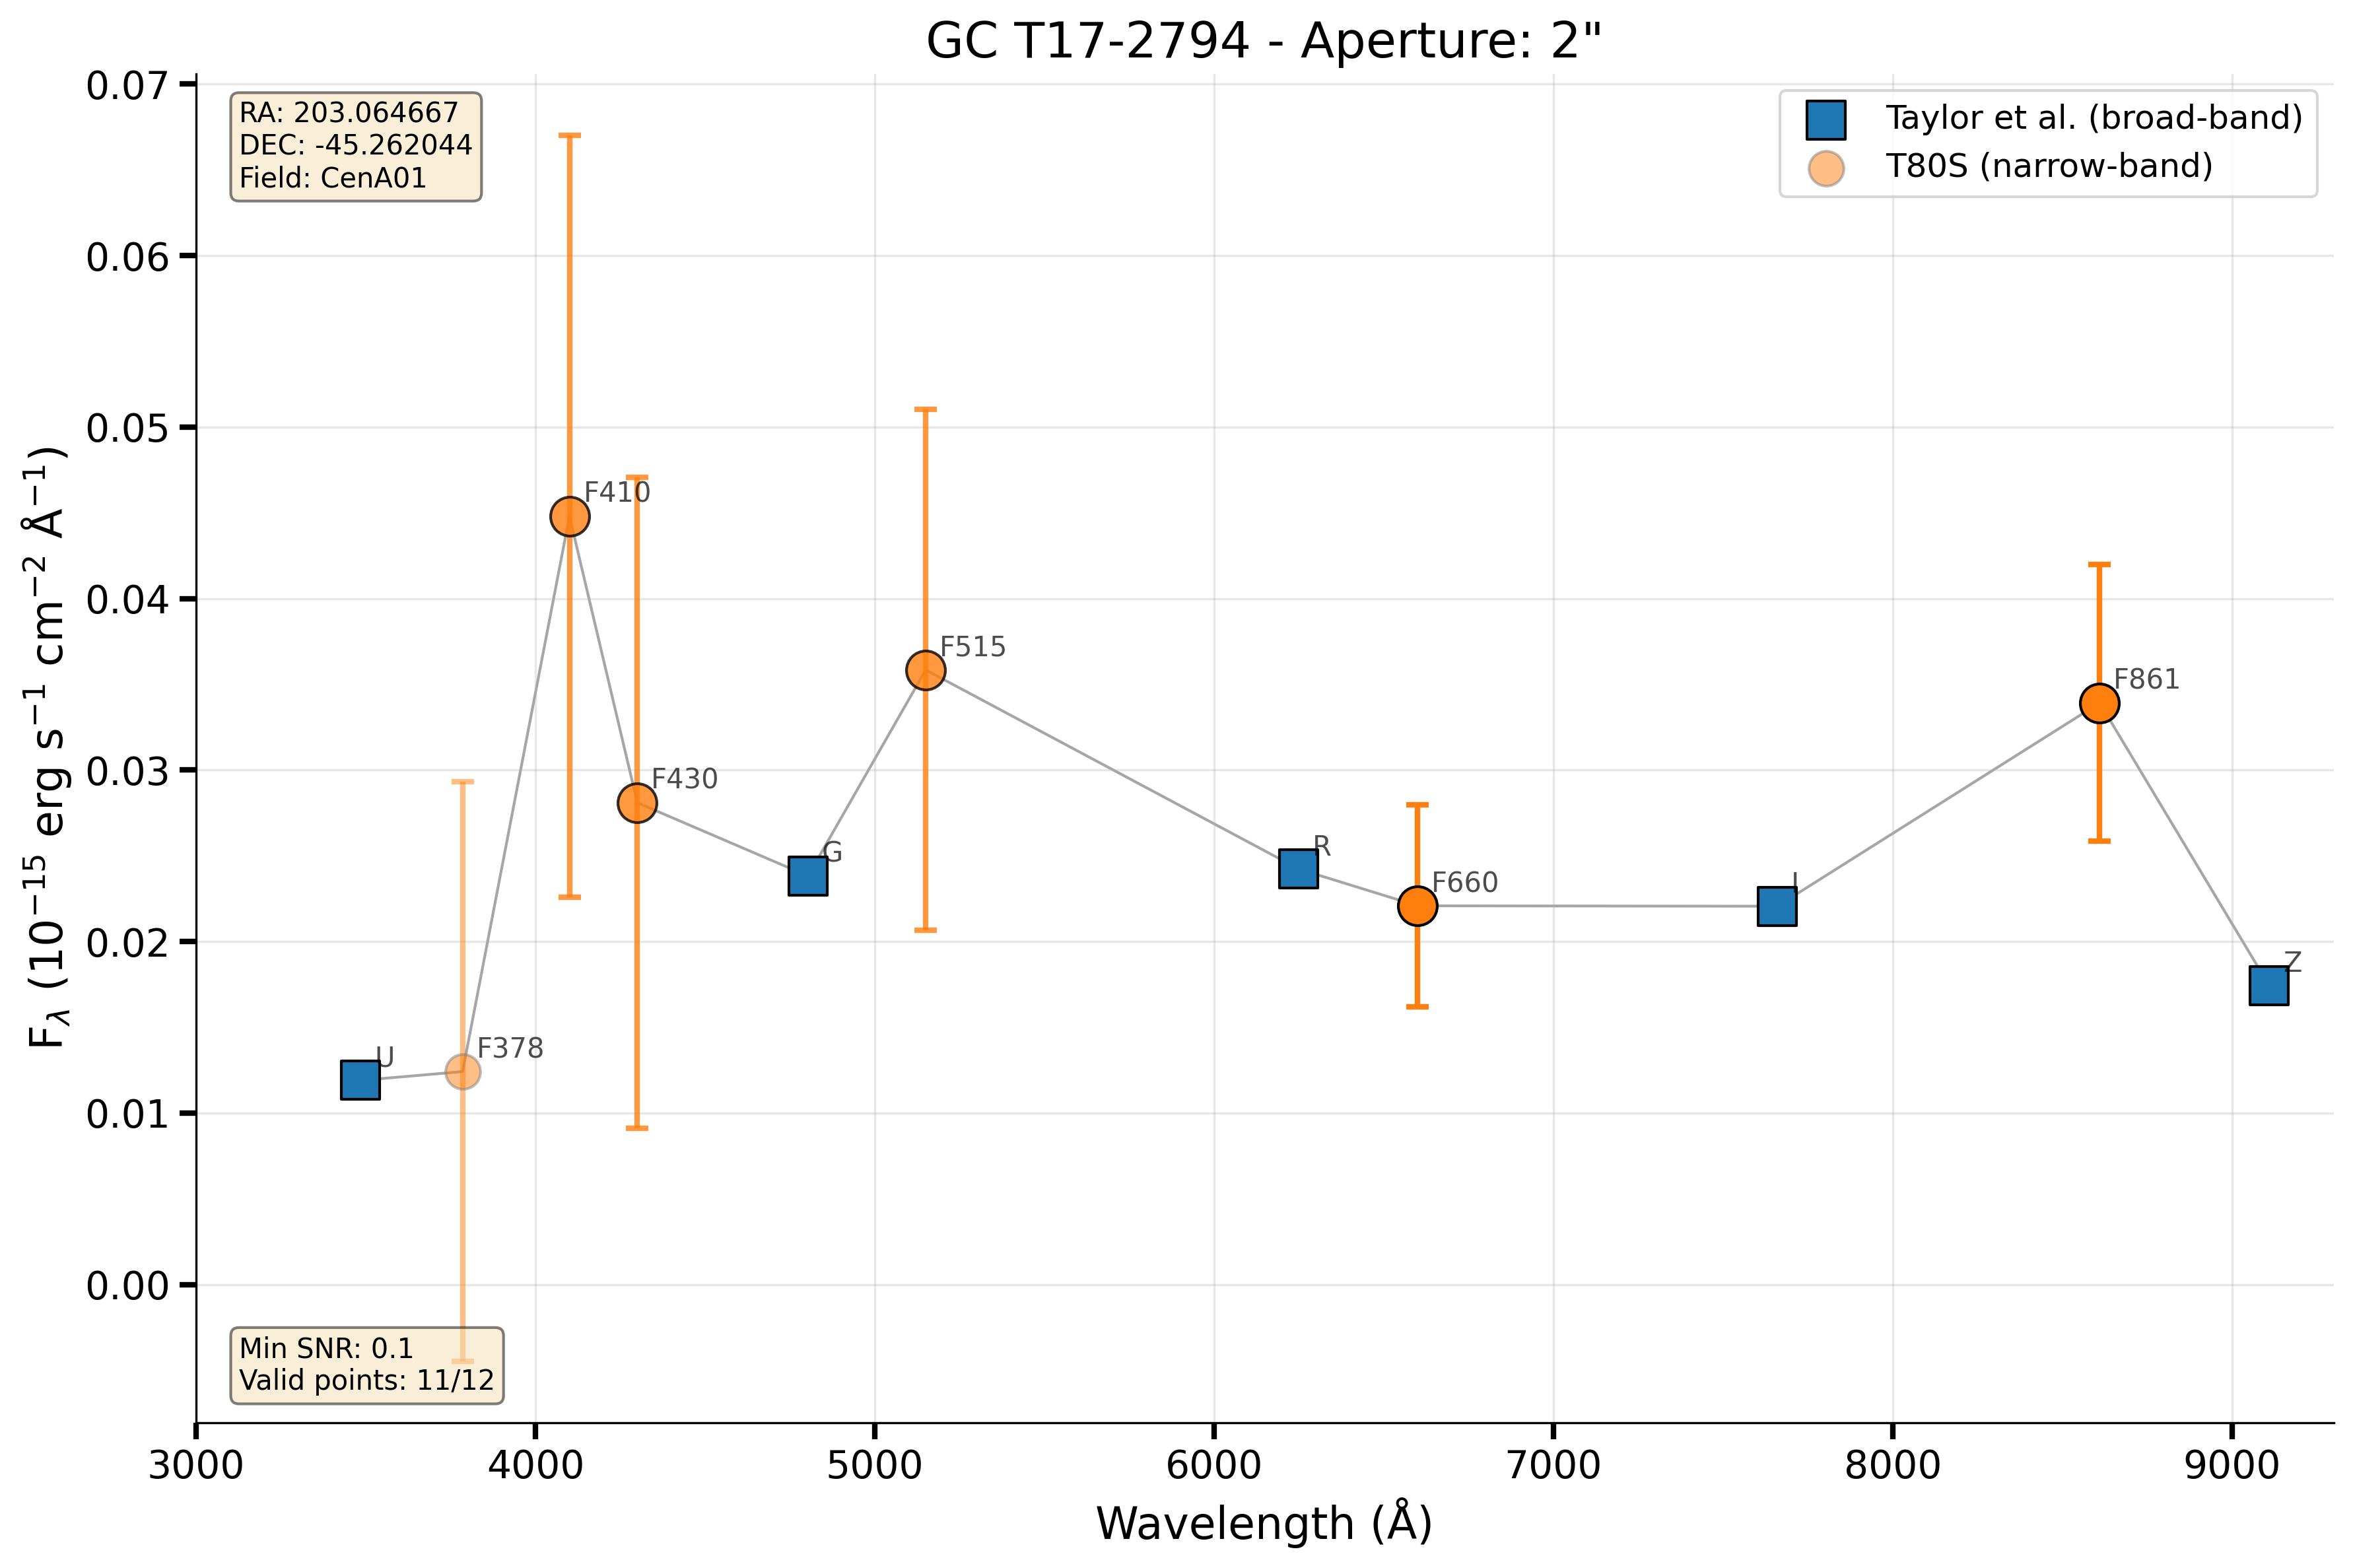 GC T17-2794 - Aperture: 2"
RA: 203.064667
DEC: -45.262044
Field: CenA01
Taylor et al. (broad-band)
T80S (narrow-band)
0.07
0.06
0.05
0.04
0.03
0.02
0.01
0.00
F$_{λ}$ (10$^{−15}$ erg s$^{−1}$ cm$^{−2}$ Å$^{−1}$)
U
F378
F410
F430
G
F515
R
F660
I
F861
Z
Min SNR: 0.1
Valid points: 11/12
3000 4000 5000 6000 7000 8000 9000
Wavelength (Å)